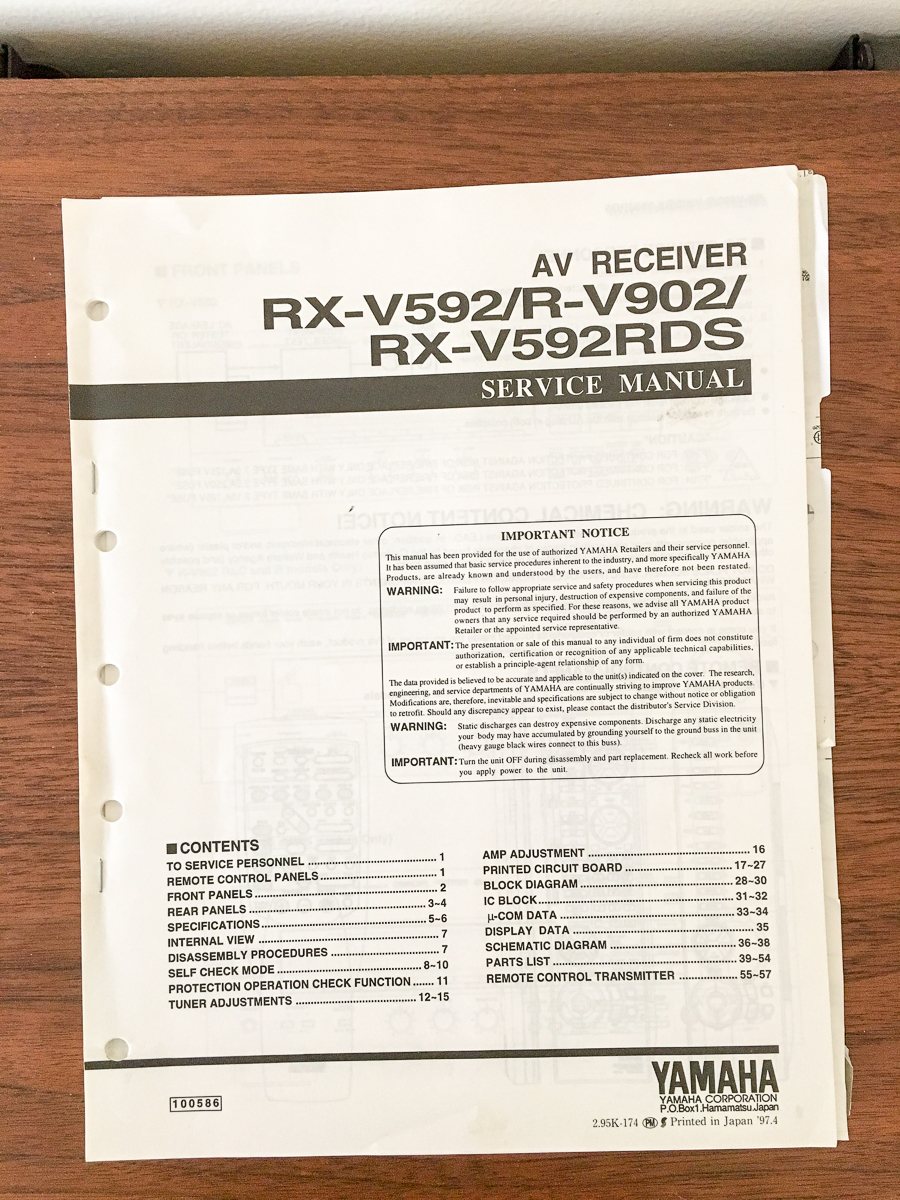 AV RECEIVER
RX-V592/R-V902/
RX-V592RDS
SERVICE MANUAL
IMPORTANT NOTICE
This manual has been provided for the use of authorized YAMAHA Retailers and their service personnel.
It has been assumed that basic service procedures inherent to the industry, and more specifically YAMAHA
Products, are already known and understood by the users, and have therefore not been restated.
WARNING: Failure to follow appropriate service and safety procedures when servicing this product
may result in personal injury, destruction of expensive components, and failure of the
product to perform as specified. For these reasons, we advise all YAMAHA product
owners that any service required should be performed by an authorized YAMAHA
Retailer or the appointed service representative.
IMPORTANT: The presentation or sale of this manual to any individual of firm does not constitute
authorization, certification or recognition of any applicable technical capabilities,
or establish a principle-agent relationship of any form.
The data provided is believed to be accurate and applicable to the unit(s) indicated on the cover. The research,
engineering, and service departments of YAMAHA are continually striving to improve YAMAHA products.
Modifications are, therefore, inevitable and specifications are subject to change without notice or obligation
to retrofit. Should any discrepancy appear to exist, please contact the distributor's Service Division.
WARNING: Static discharges can destroy expensive components. Discharge any static electricity
your body may have accumulated by grounding yourself to the ground buss in the unit
(heavy gauge black wires connect to this buss).
IMPORTANT: Turn the unit OFF during disassembly and part replacement. Recheck all work before
you apply power to the unit.
■ CONTENTS
TO SERVICE PERSONNEL ........................................ 1
REMOTE CONTROL PANELS .................................... 1
FRONT PANELS ........................................................ 2
REAR PANELS ....................................................... 3~4
SPECIFICATIONS .................................................... 5~6
INTERNAL VIEW ....................................................... 7
DISASSEMBLY PROCEDURES .................................. 7
SELF CHECK MODE ............................................. 8~10
PROTECTION OPERATION CHECK FUNCTION ....... 11
TUNER ADJUSTMENTS ...................................... 12~15
AMP ADJUSTMENT .................................................. 16
PRINTED CIRCUIT BOARD .................................. 17~27
BLOCK DIAGRAM ................................................ 28~30
IC BLOCK ........................................................... 31~32
μ-COM DATA ...................................................... 33~34
DISPLAY DATA ......................................................... 35
SCHEMATIC DIAGRAM ....................................... 36~38
PARTS LIST ........................................................ 39~54
REMOTE CONTROL TRANSMITTER .................. 55~57
100586
YAMAHA
YAMAHA CORPORATION
P.O.Box1.Hamamatsu.Japan
2.95K-174 PM Printed in Japan '97.4